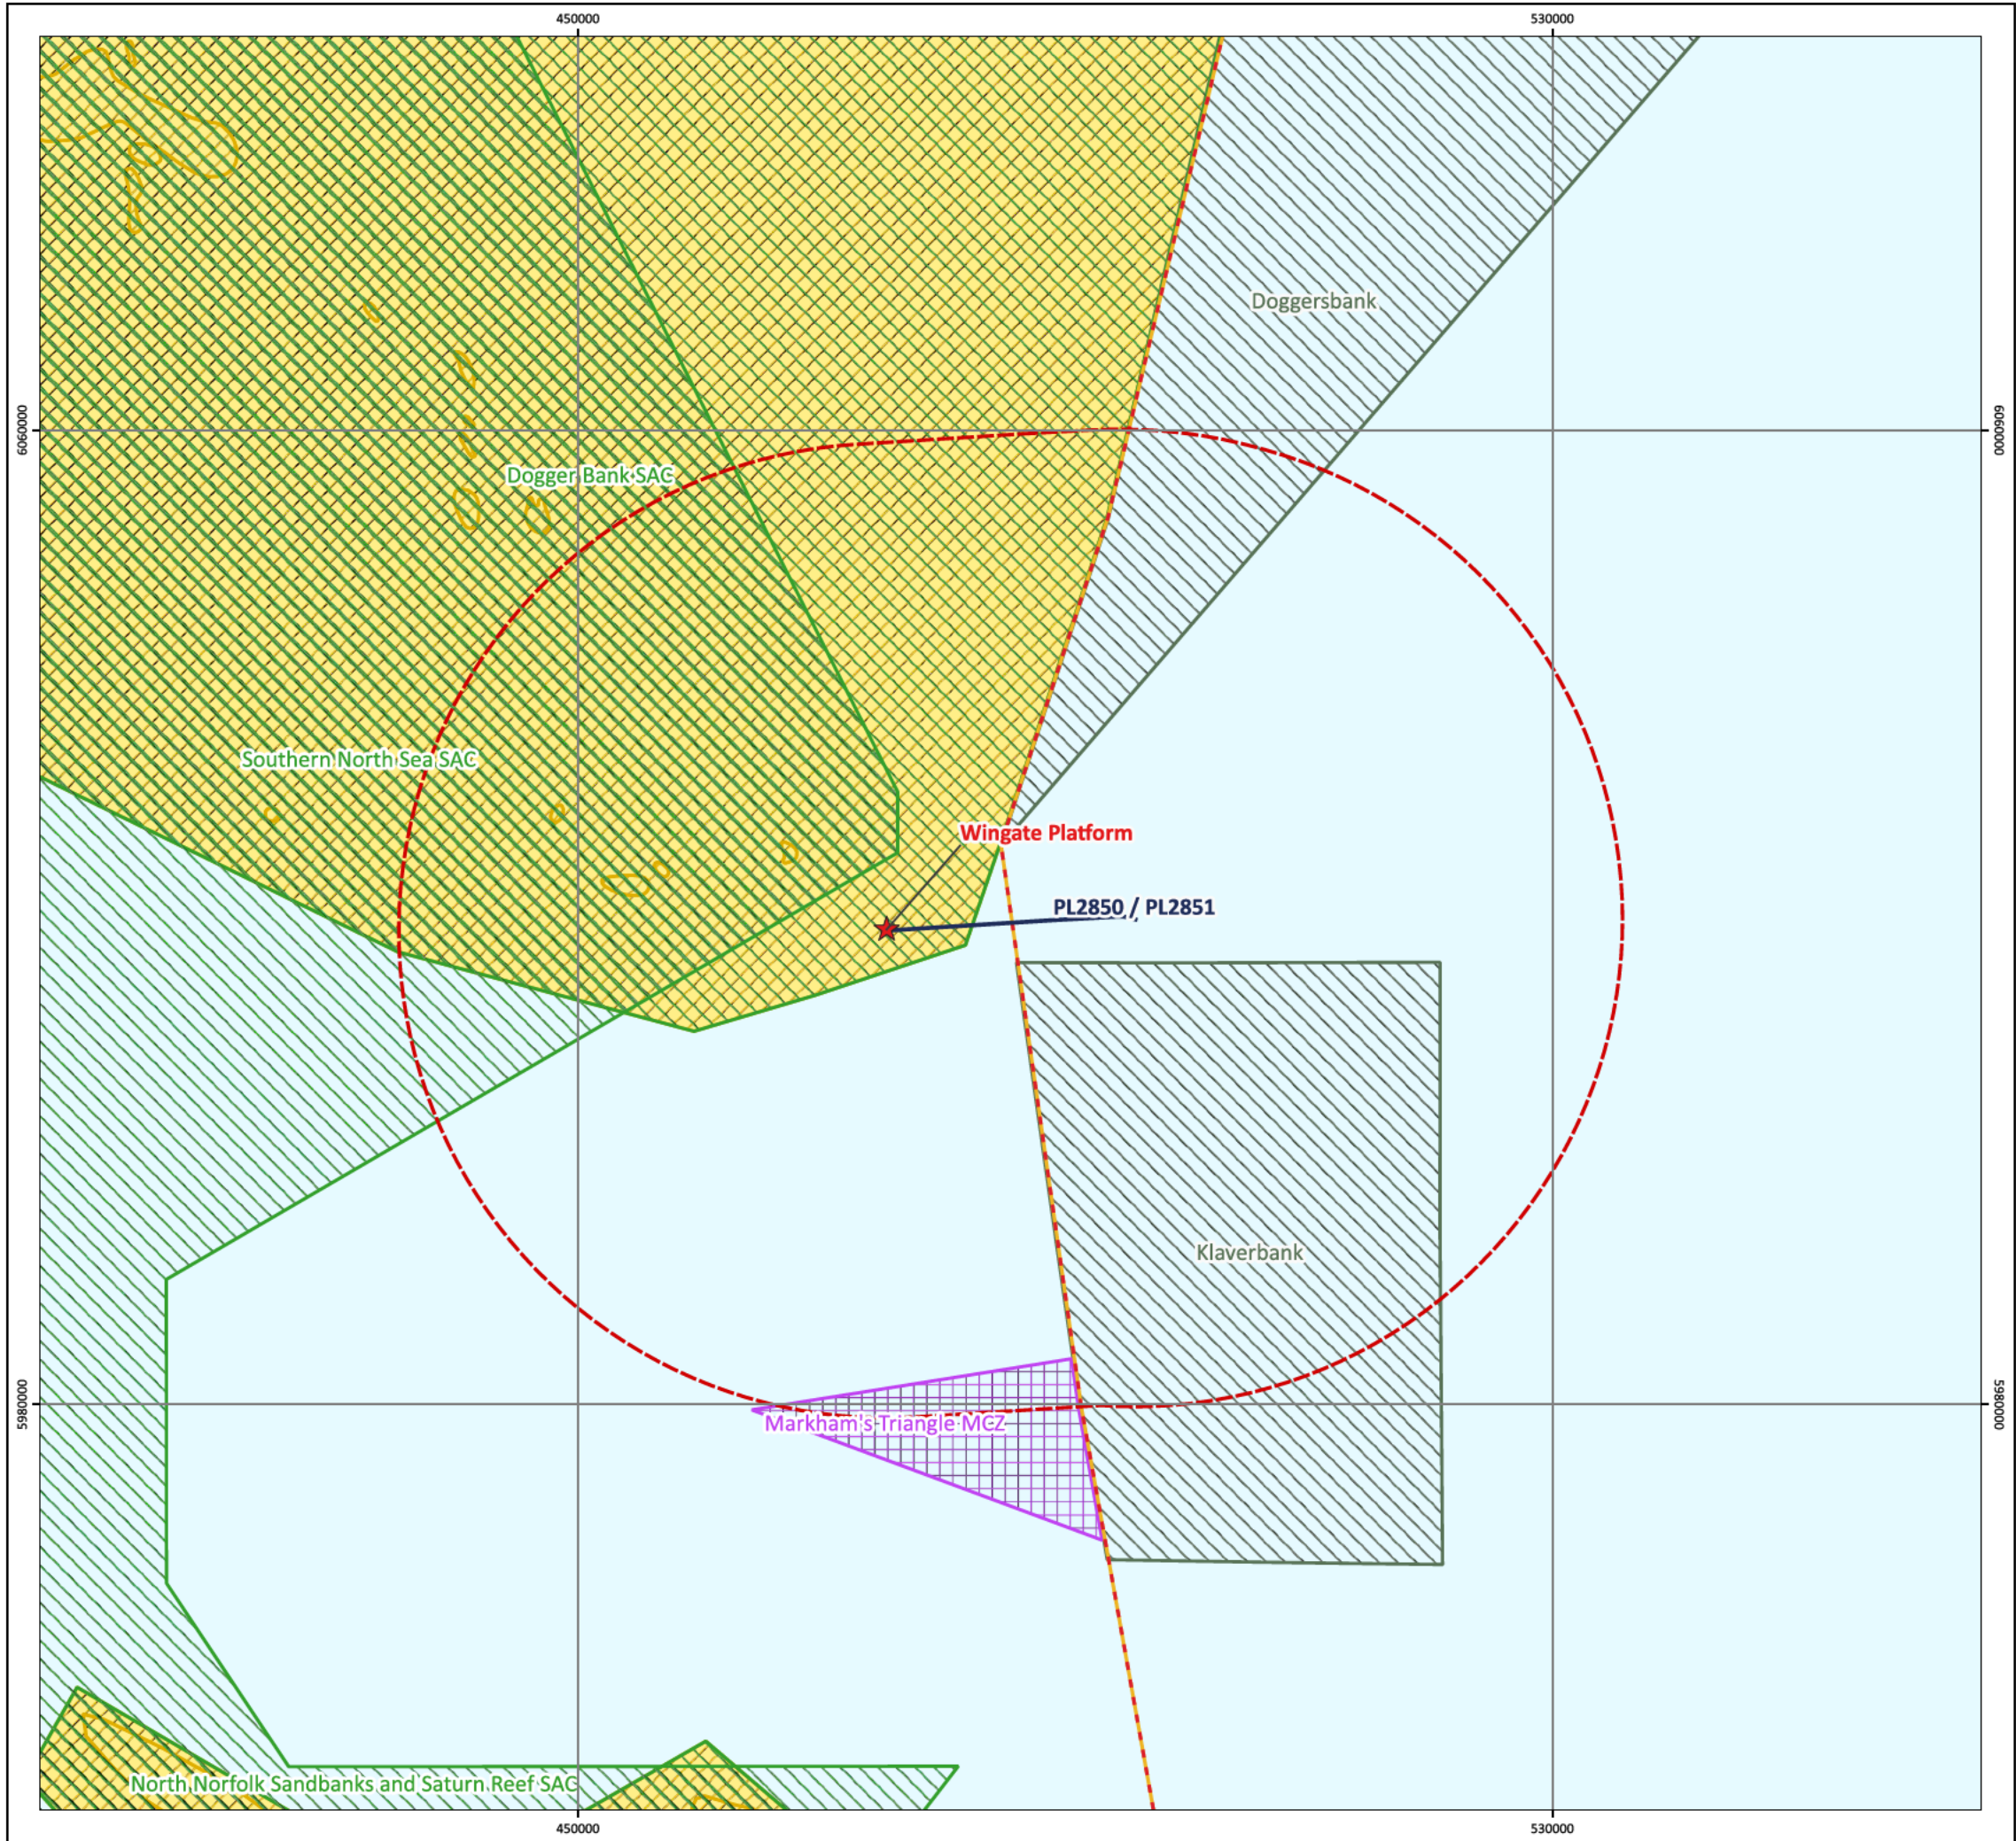 450000
530000
Doggersbank
6060000
6060000
Dogger Bank SAC
Southern North Sea SAC
Wingate Platform
PL2850 / PL2851
Klaverbank
5980000
5980000
Markham's Triangle MCZ
North Norfolk Sandbanks and Saturn Reef SAC
450000
530000